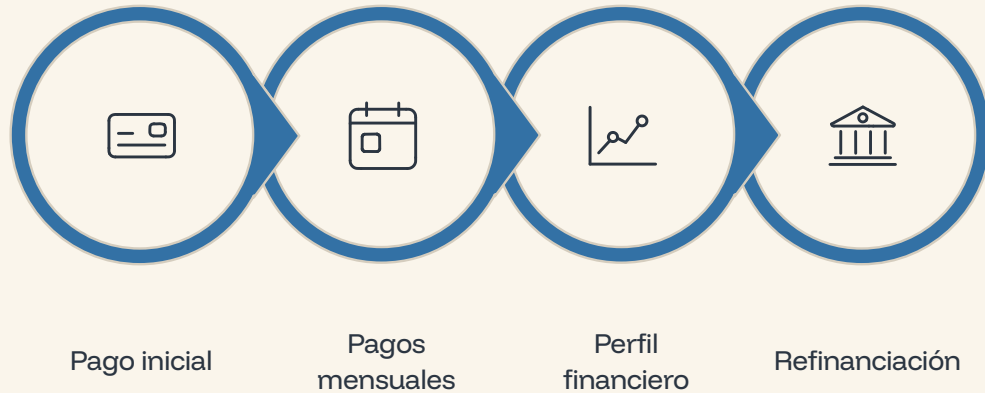 Pago inicial
Pagos
mensuales
Perfil
financiero
Refinanciación